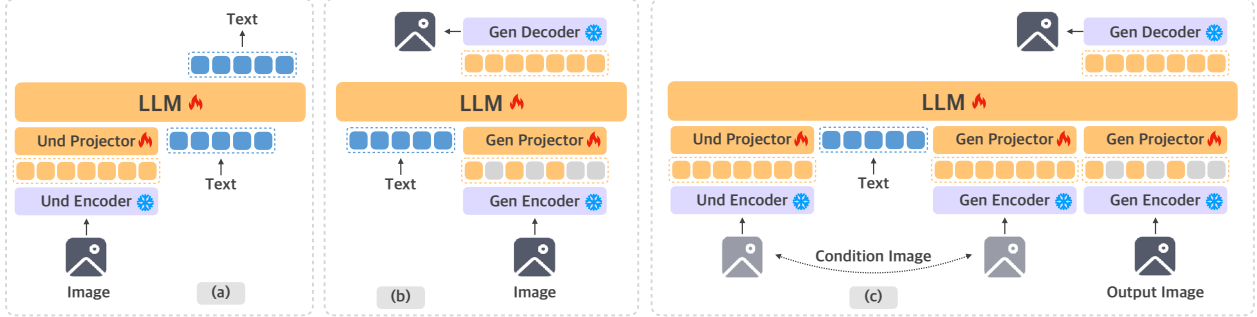 Text
LLM
Und Projector
Text
Und Encoder
Image
(a)
Gen Decoder
LLM
Gen Projector
Text
Gen Encoder
Image
(b)
Gen Decoder
LLM
Und Projector
Gen Projector
Gen Projector
Text
Und Encoder
Gen Encoder
Gen Encoder
Condition Image
Output Image
(c)